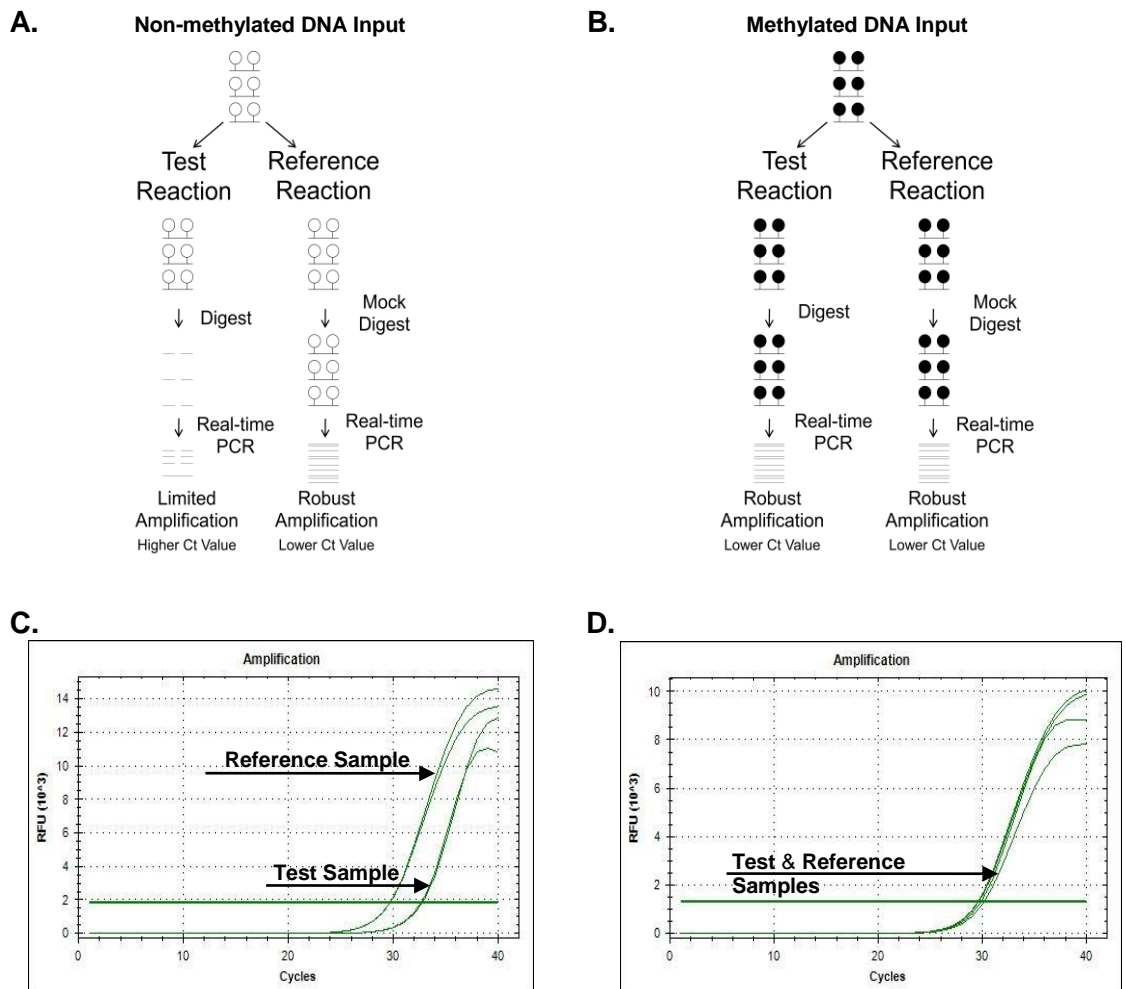 A.
Non-methylated DNA Input
Test
Reaction
Reference
Reaction
Digest
Mock
Digest
Real-time
PCR
Real-time
PCR
Limited
Amplification
Higher Ct Value
Robust
Amplification
Lower Ct Value
B.
Methylated DNA Input
Test
Reaction
Reference
Reaction
Digest
Mock
Digest
Real-time
PCR
Real-time
PCR
Robust
Amplification
Lower Ct Value
Robust
Amplification
Lower Ct Value
C.
Amplification
RFU (10^3)
14
12
10
8
6
4
2
0
Reference Sample
Test Sample
0 10 20 30 40
Cycles
D.
Amplification
RFU (10^3)
10
8
6
4
2
0
Test & Reference
Samples
0 10 20 30 40
Cycles